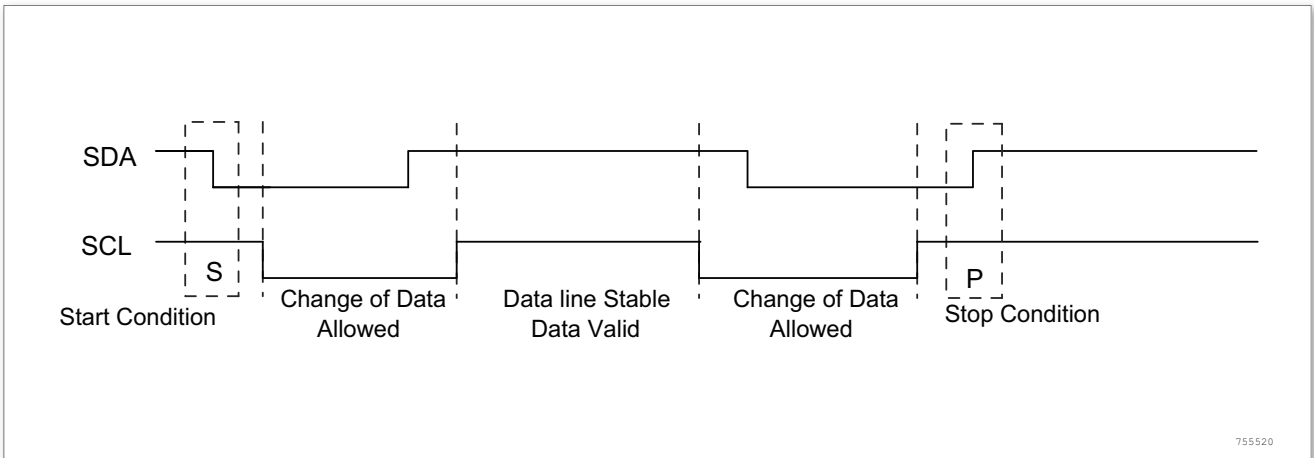 SDA
SCL
S
P
Start Condition
Change of Data
Allowed
Data line Stable
Data Valid
Change of Data
Allowed
Stop Condition
755520